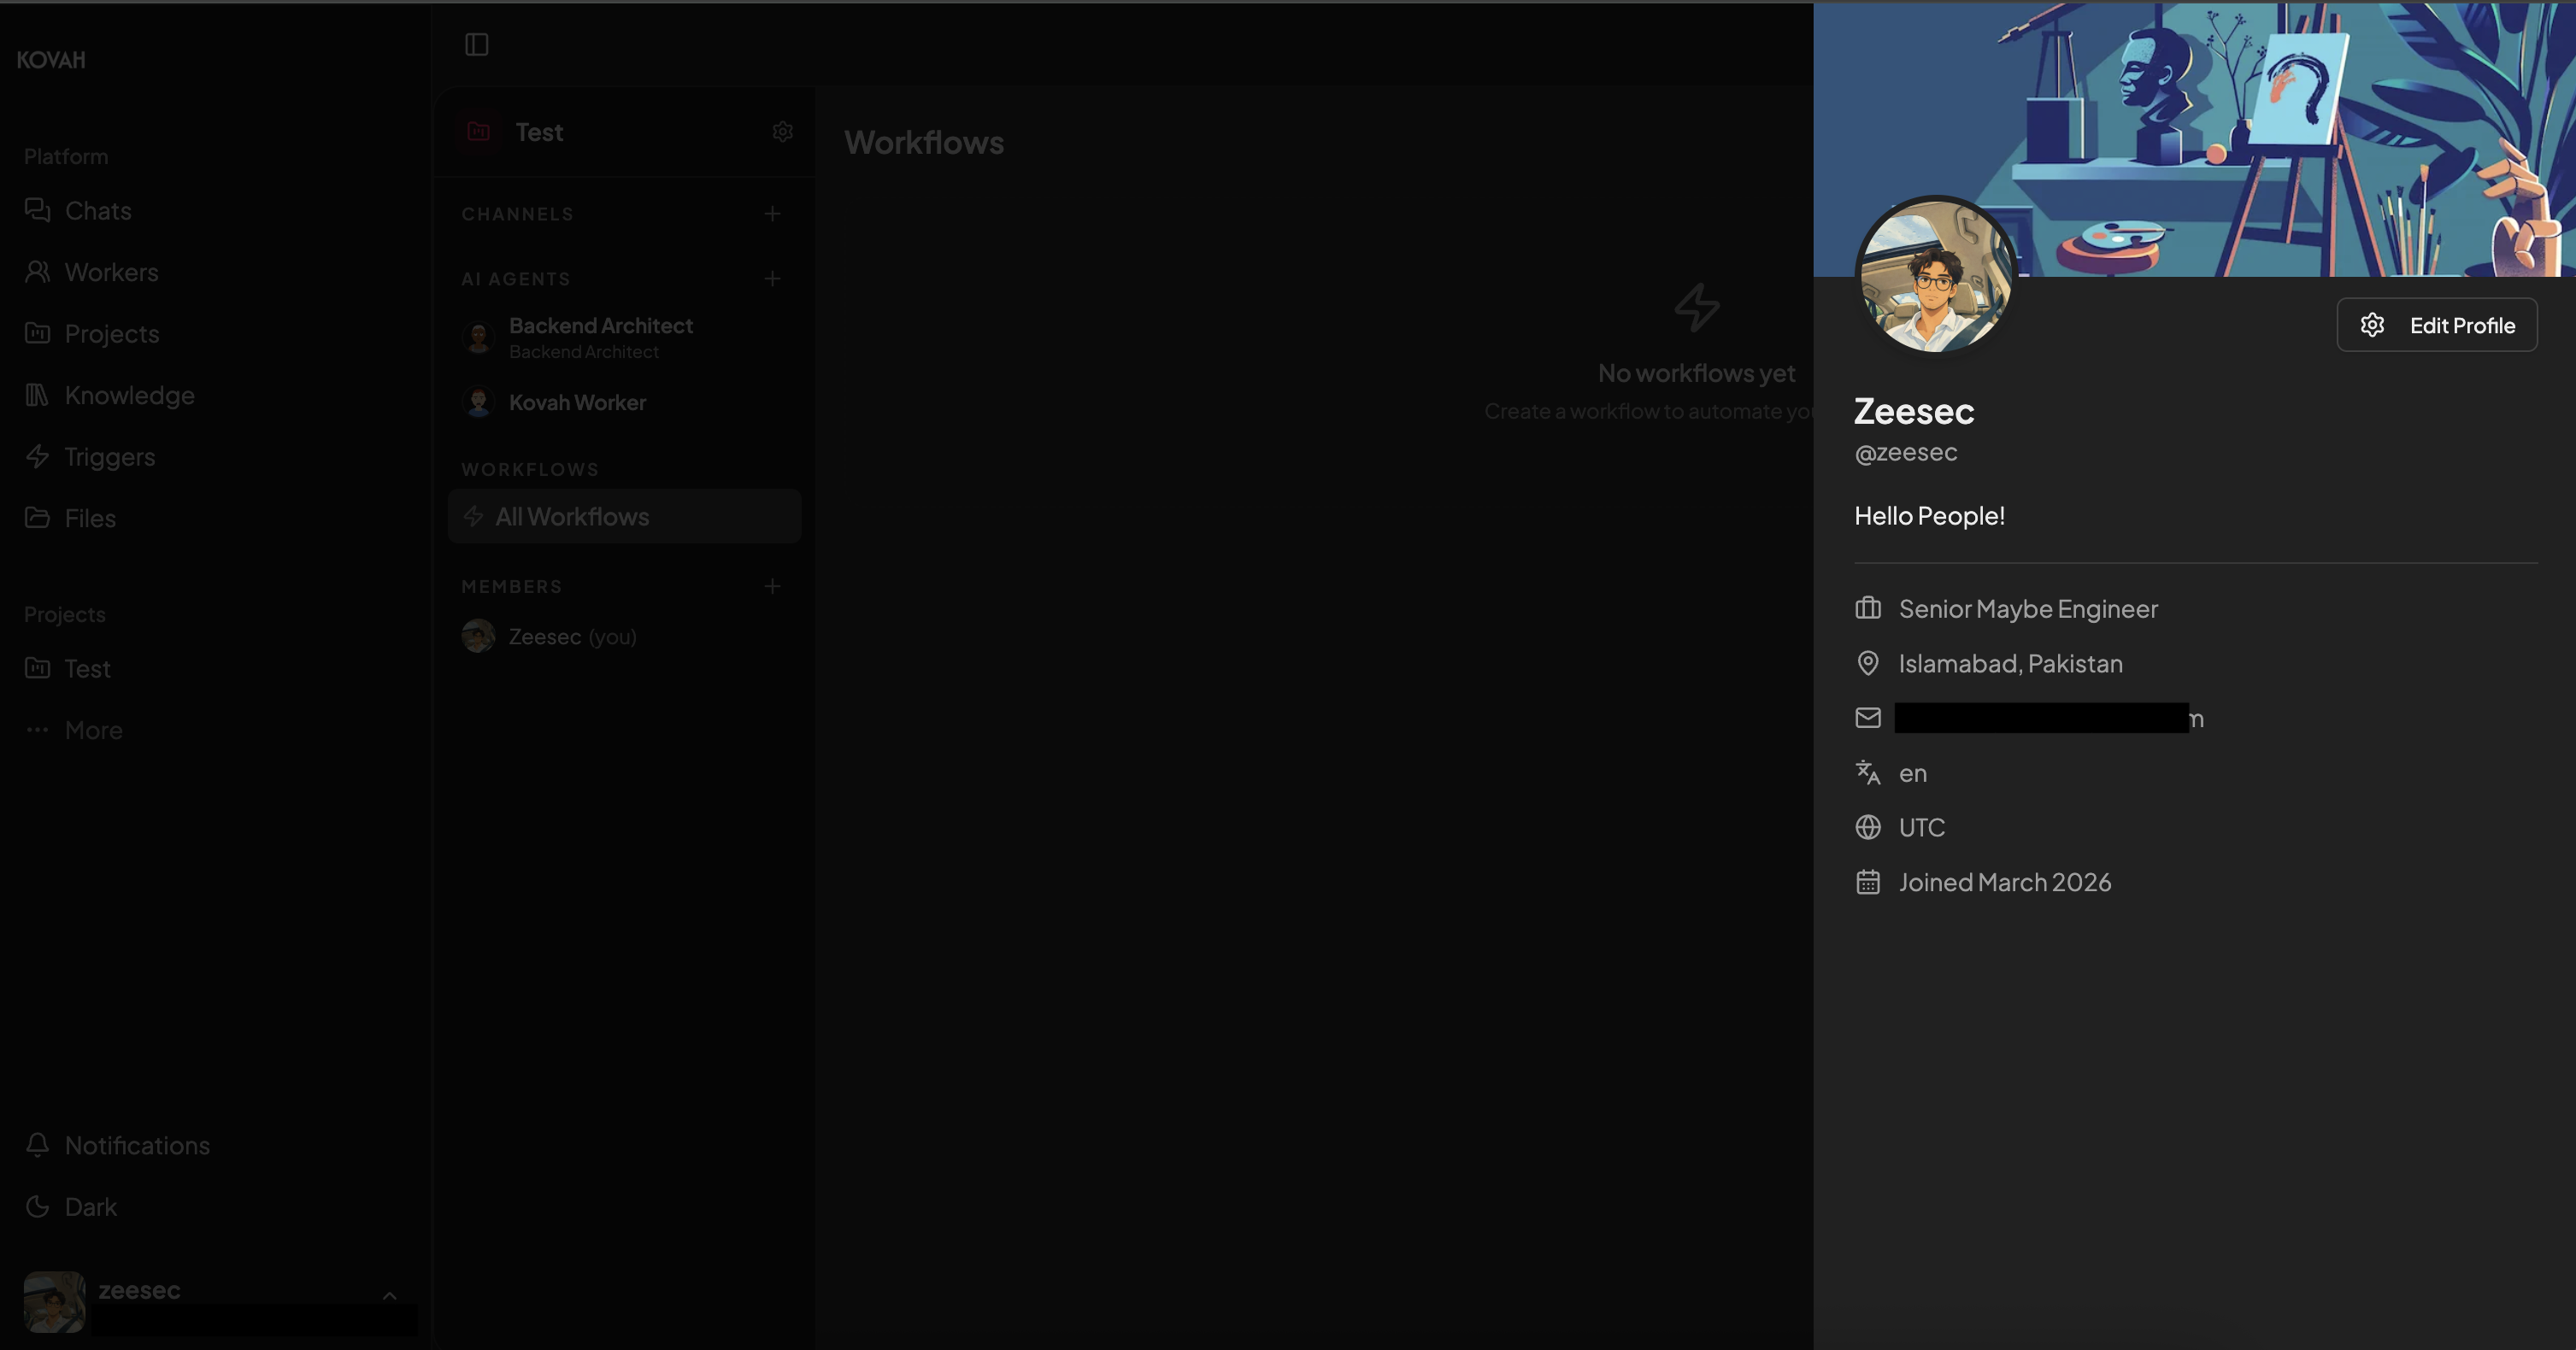 KOVAH
Platform
Chats
Workers
Projects
Knowledge
Triggers
Files
Projects
Test
More
Notifications
Dark
zeesec
Test
CHANNELS
AI AGENTS
Backend Architect
Backend Architect
Kovah Worker
WORKFLOWS
All Workflows
MEMBERS
Zeesec (you)
Workflows
No workflows yet
Create a workflow to automate
Edit Profile
Zeesec
@zeesec
Hello People!
Senior Maybe Engineer
Islamabad, Pakistan
m
en
UTC
Joined March 2026